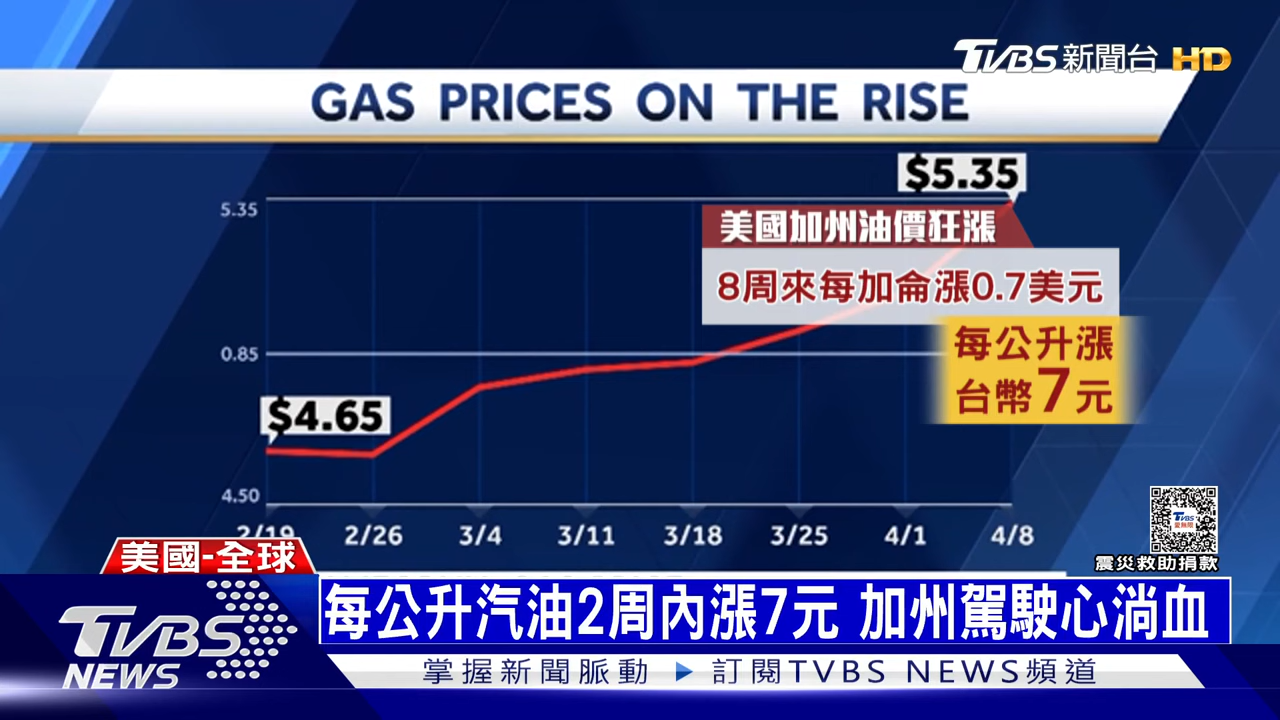 TVBS新聞台 HD
GAS PRICES ON THE RISE
$5.35
5.35
美國加州油價狂漲
8周來每加侖漲0.7美元
每公升漲
台幣7元
0.85
$4.65
4.50
2/19 2/26 3/4 3/11 3/18 3/25 4/1 4/8
TVBS
愛無限
震災救助捐款
美國-全球
每公升汽油2周內漲7元 加州駕駛心淌血
TVBS
NEWS
掌握新聞脈動 ▶ 訂閱TVBS NEWS頻道